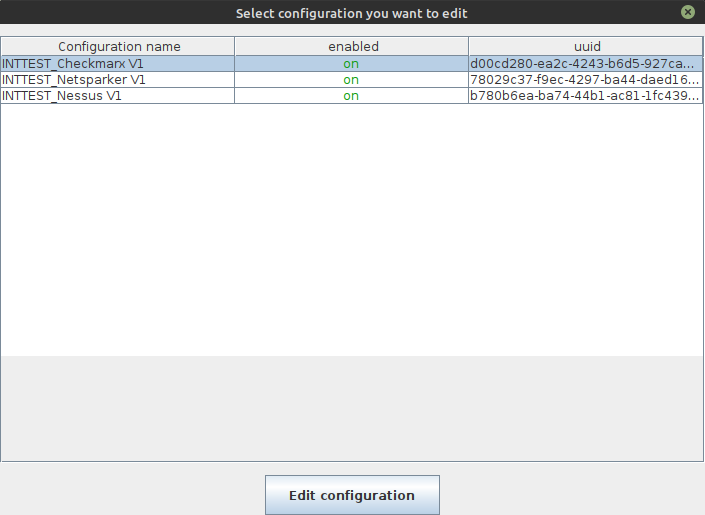 Select configuration you want to edit
Configuration name enabled uuid
INTTEST_Checkmarx V1 on d00cd280-ea2c-4243-b6d5-927ca...
INTTEST_Netsparker V1 on 78029c37-f9ec-4297-ba44-daed16...
INTTEST_Nessus V1 on b780b6ea-ba74-44b1-ac81-1fc439...
Edit configuration